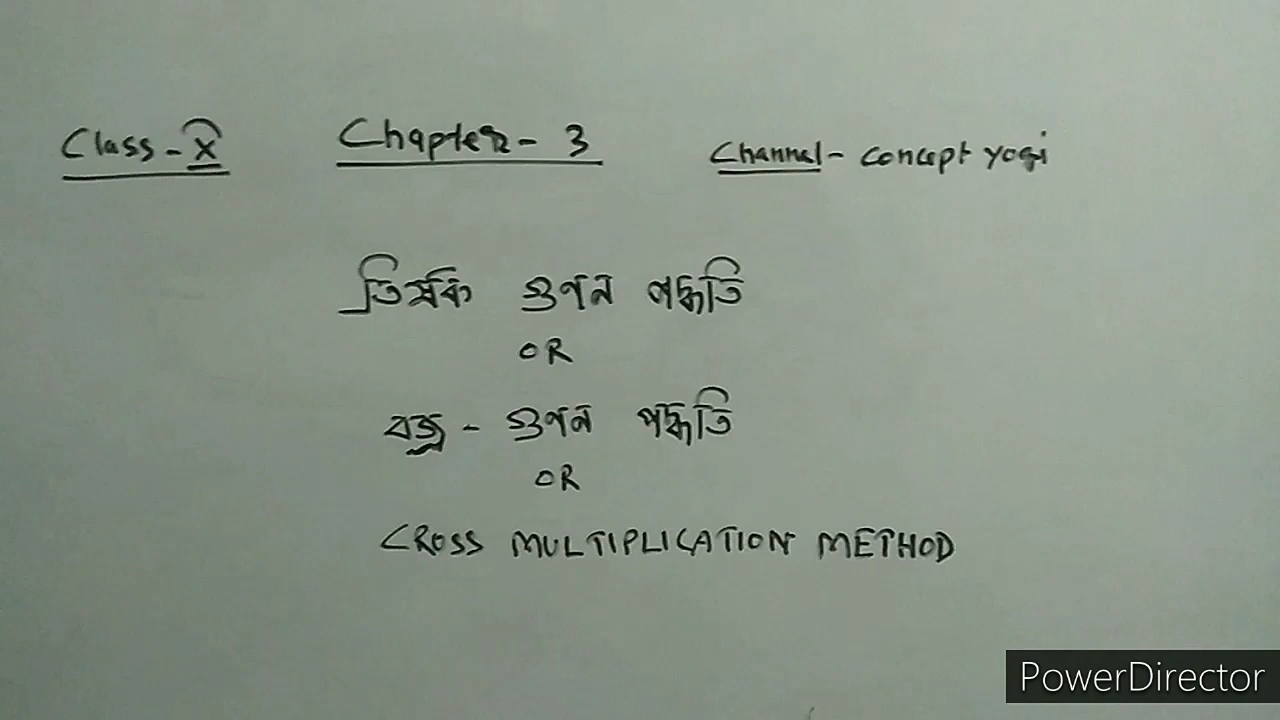 Class - X Chapter - 3 Channel - concept yogi
তির্যক গুণন পদ্ধতি
OR
বজ্র - গুণন পদ্ধতি
OR
CROSS MULTIPLICATION METHOD
PowerDirector